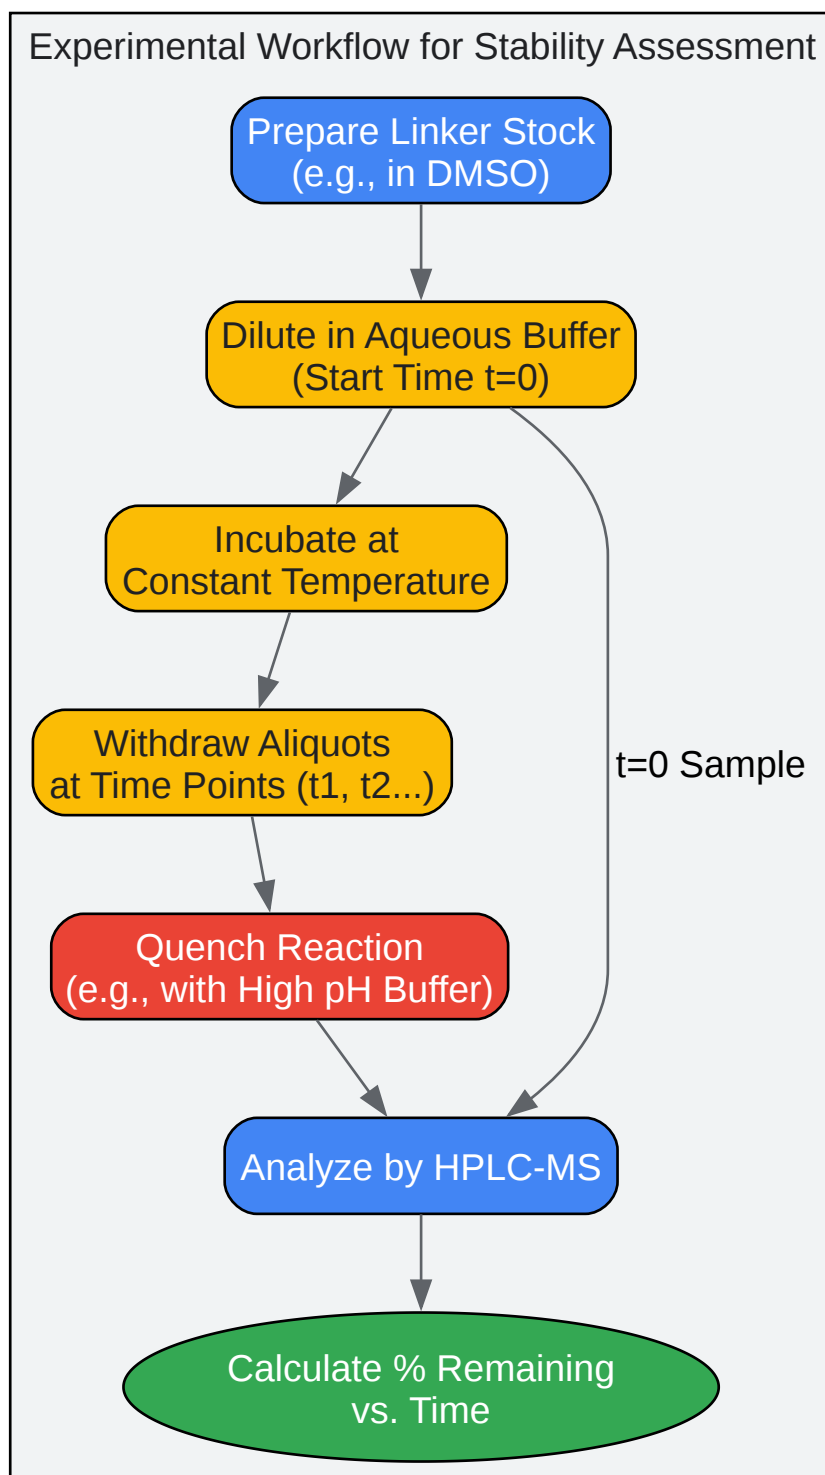 Experimental Workflow for Stability Assessment
Prepare Linker Stock
(e.g., in DMSO)
Dilute in Aqueous Buffer
(Start Time t=0)
Incubate at
Constant Temperature
Withdraw Aliquots
at Time Points (t1, t2...)
t=0 Sample
Quench Reaction
(e.g., with High pH Buffer)
Analyze by HPLC-MS
Calculate % Remaining
vs. Time